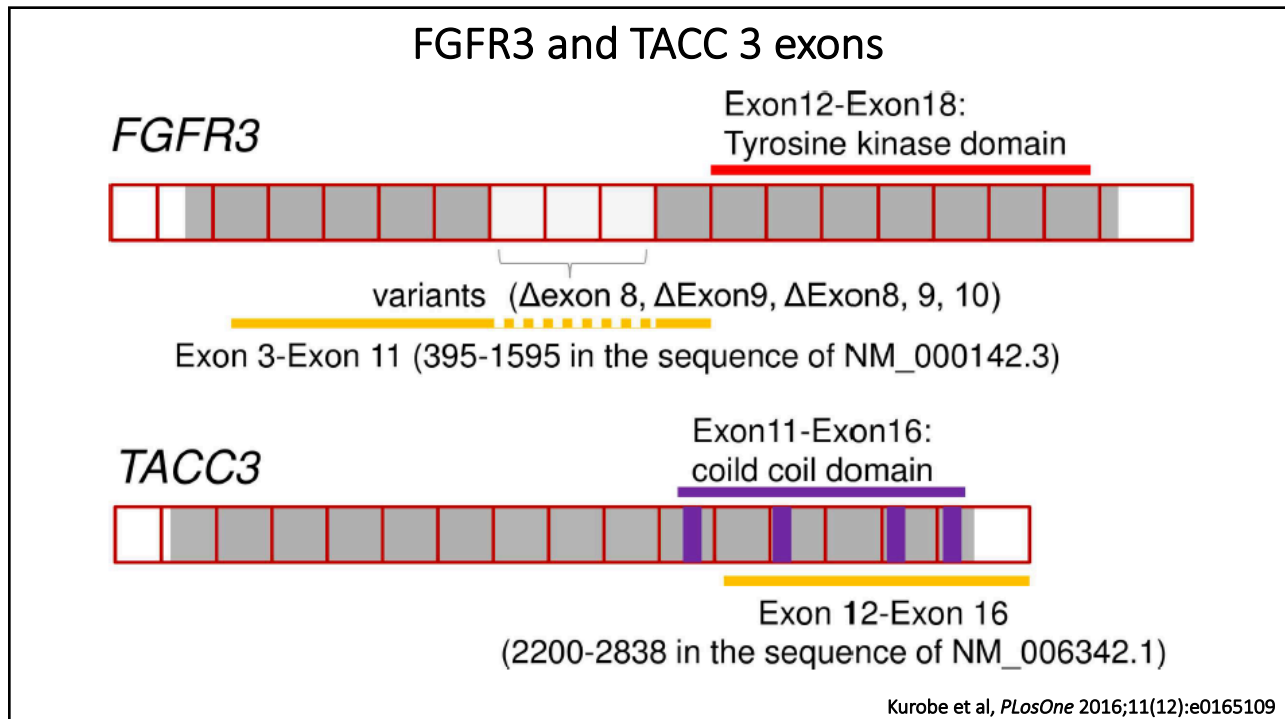 FGFR3 and TACC 3 exons
Exon12-Exon18:
FGFR3
Tyrosine kinase domain
variants (Δexon 8, ΔExon9, ΔExon8, 9, 10)
Exon 3-Exon 11 (395-1595 in the sequence of NM_000142.3)
Exon11-Exon16:
TACC3
coild coil domain
Exon 12-Exon 16
(2200-2838 in the sequence of NM_006342.1)
Kurobe et al, PLosOne 2016;11(12):e0165109